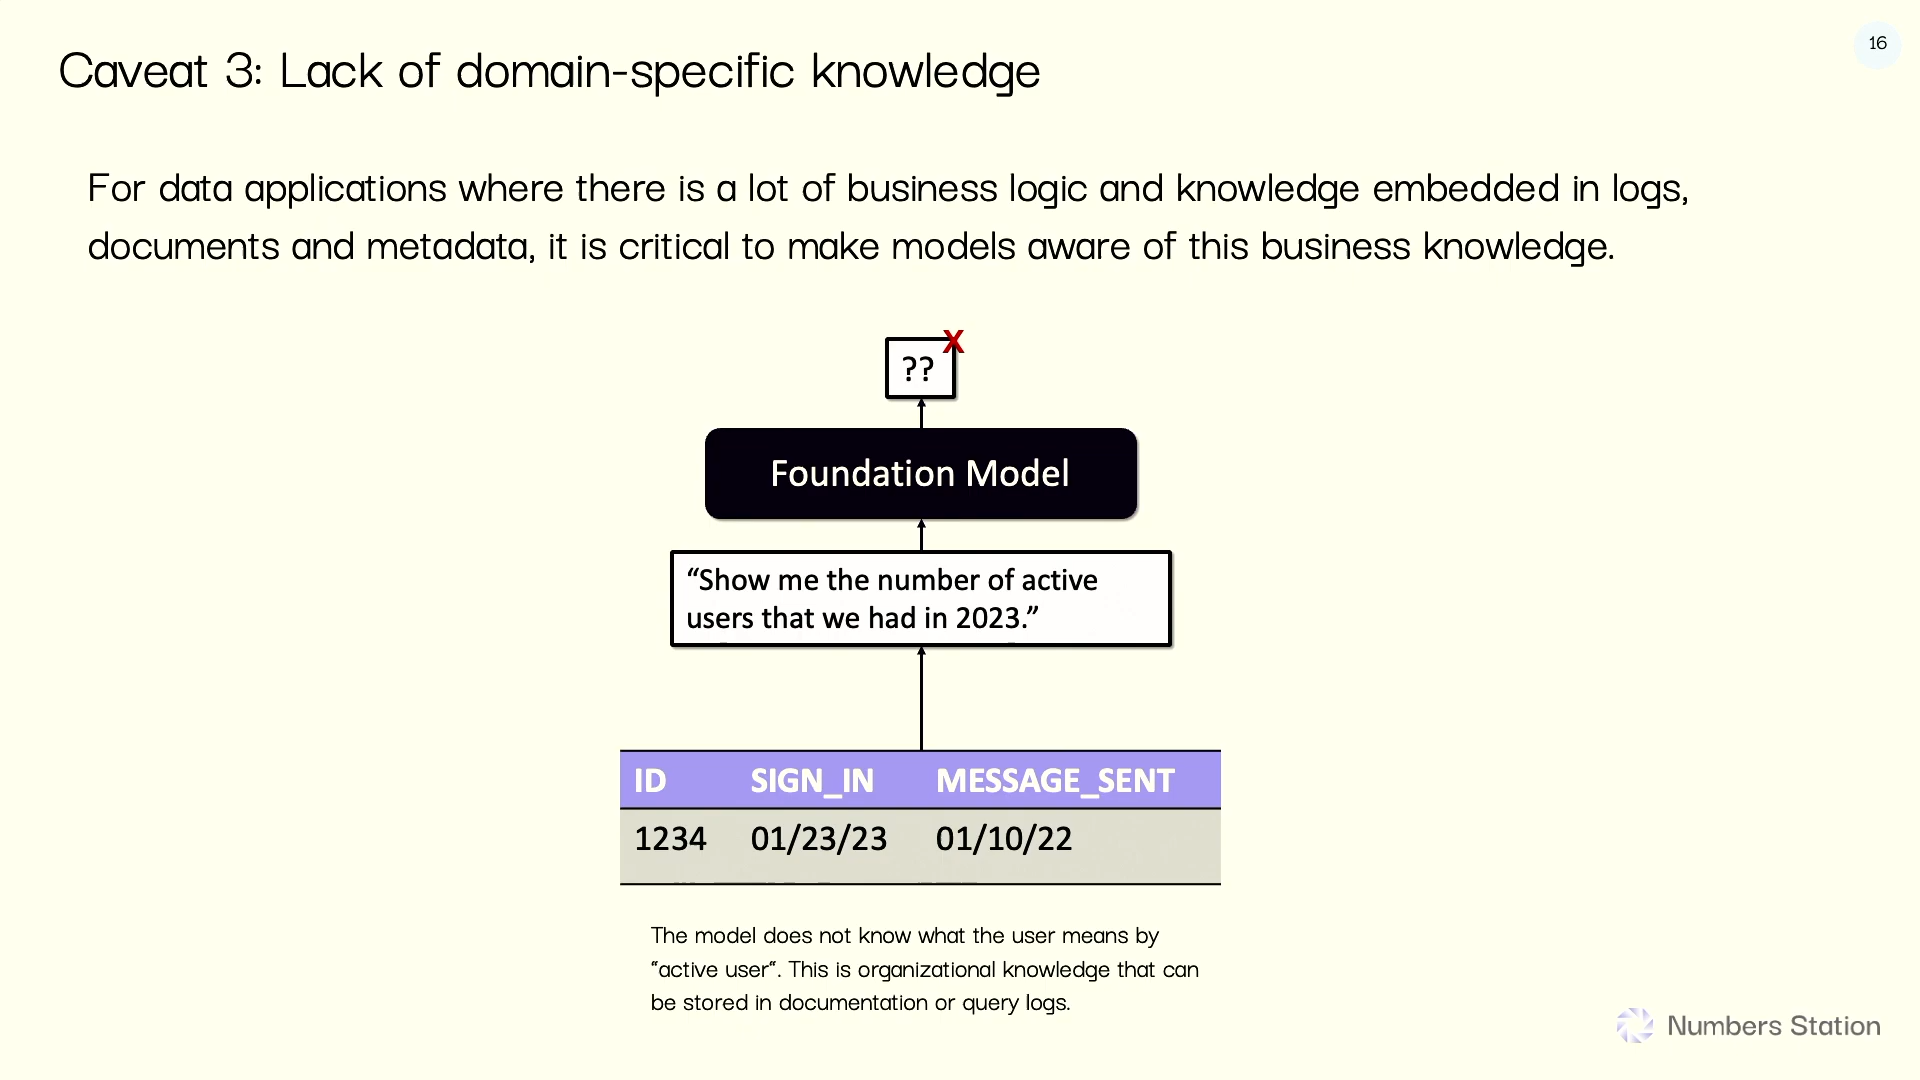 16
Caveat 3: Lack of domain-specific knowledge
For data applications where there is a lot of business logic and knowledge embedded in logs,
documents and metadata, it is critical to make models aware of this business knowledge.
X
??
Foundation Model
“Show me the number of active
users that we had in 2023.”
ID SIGN_IN MESSAGE_SENT
1234 01/23/23 01/10/22
The model does not know what the user means by
“active user“. This is organizational knowledge that can
be stored in documentation or query logs.
Numbers Station